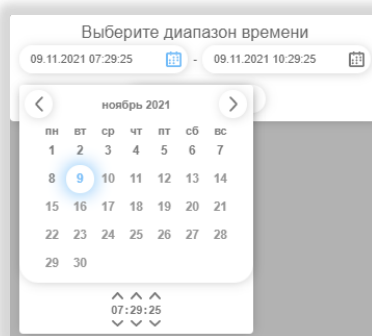 Выберите диапазон времени
09.11.2021 07:29:25 - 09.11.2021 10:29:25
ноябрь 2021
пн вт ср чт пт сб вс
1 2 3 4 5 6 7
8 9 10 11 12 13 14
15 16 17 18 19 20 21
22 23 24 25 26 27 28
29 30
07:29:25